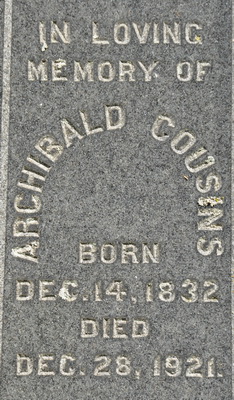 IN LOVING
MEMORY OF
ARCHIBALD COUSINS
BORN
DEC. 14, 1832
DIED
DEC. 28, 1921.